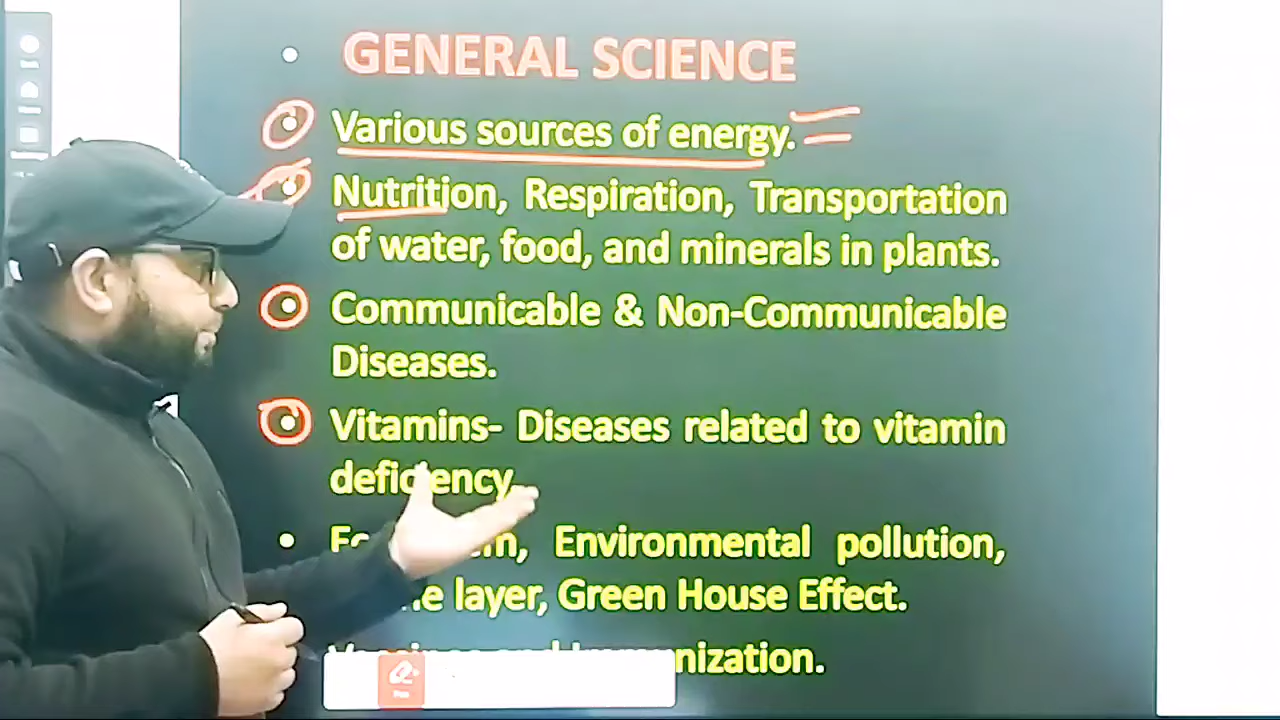 GENERAL SCIENCE
Various sources of energy.
Nutrition, Respiration, Transportation
of water, food, and minerals in plants.
Communicable & Non-Communicable
Diseases.
Vitamins- Diseases related to vitamin
deficiency.
Environmental pollution,
layer, Green House Effect.